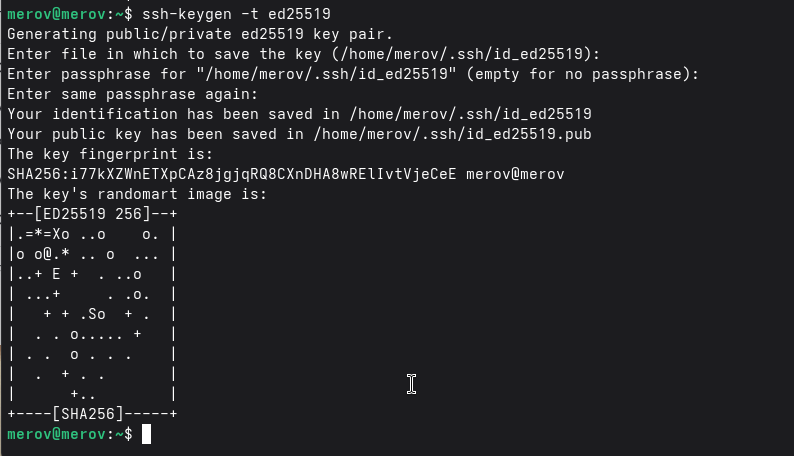 merov@merov:~$ ssh-keygen -t ed25519
Generating public/private ed25519 key pair.
Enter file in which to save the key (/home/merov/.ssh/id_ed25519):
Enter passphrase for "/home/merov/.ssh/id_ed25519" (empty for no passphrase):
Enter same passphrase again:
Your identification has been saved in /home/merov/.ssh/id_ed25519
Your public key has been saved in /home/merov/.ssh/id_ed25519.pub
The key fingerprint is:
SHA256:i77kXZWnETXpCAz8jgjqRQ8CXnDHA8wRElIvtVjeCeE merov@merov
The key's randomart image is:
+--[ED25519 256]--+
|.=*=Xo ..o    o. |
|o o@.* .. o  ... |
|..+ E +  . ..o   |
| ...+     . .o.  |
|   + + .So  + .  |
|  . . o..... +   |
| . .  o . . .    |
|  .  + . .       |
|      +..        |
+----[SHA256]-----+
merov@merov:~$